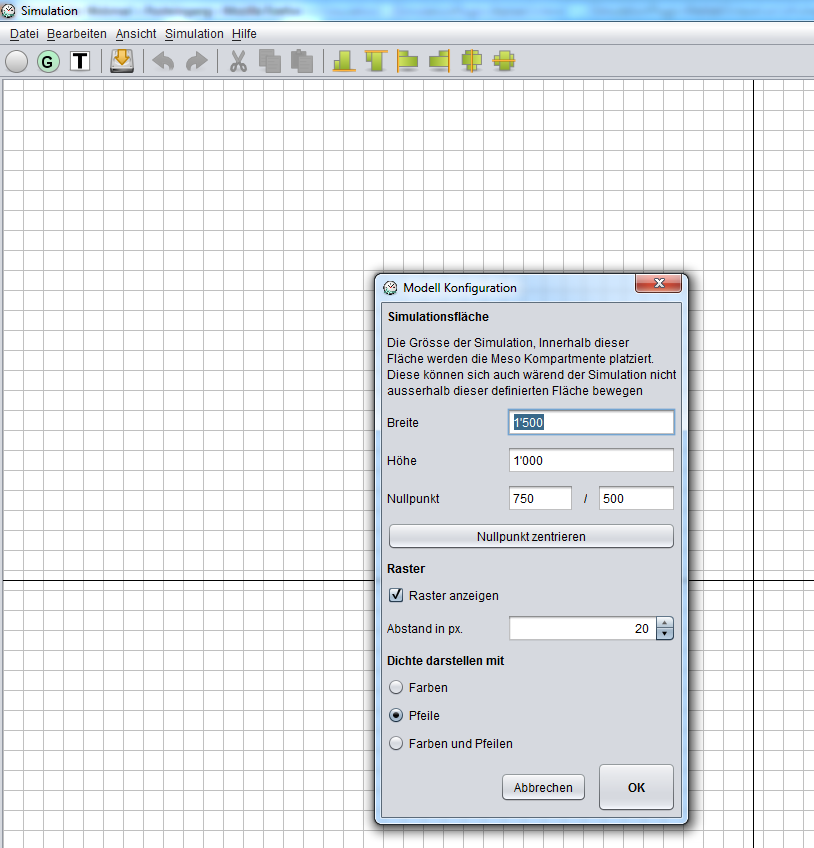 Simulation
Datei Bearbeiten Ansicht Simulation Hilfe
G T
Modell Konfiguration
Simulationsfläche
Die Grösse der Simulation, Innerhalb dieser
Fläche werden die Meso Kompartmente platziert.
Diese können sich auch wärend der Simulation nicht
ausserhalb dieser definierten Fläche bewegen
Breite 1'500
Höhe 1'000
Nullpunkt 750 / 500
Nullpunkt zentrieren
Raster
Raster anzeigen
Abstand in px. 20
Dichte darstellen mit
Farben
Pfeile
Farben und Pfeilen
Abbrechen OK